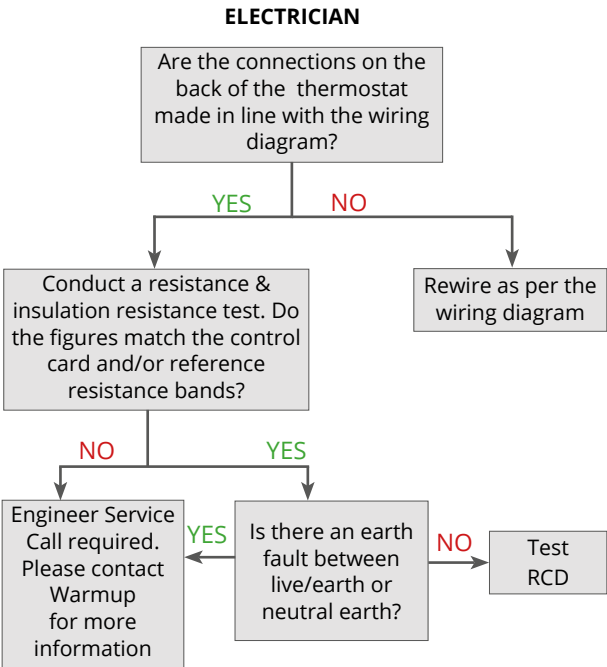 ELECTRICIAN
Are the connections on the
back of the thermostat
made in line with the wiring
diagram?
YES
NO
Conduct a resistance &
insulation resistance test. Do
the figures match the control
card and/or reference
resistance bands?
Rewire as per the
wiring diagram
NO
YES
Engineer Service
Call required.
Please contact
Warmup
for more
information
YES
Is there an earth
fault between
live/earth or
neutral earth?
NO
Test
RCD